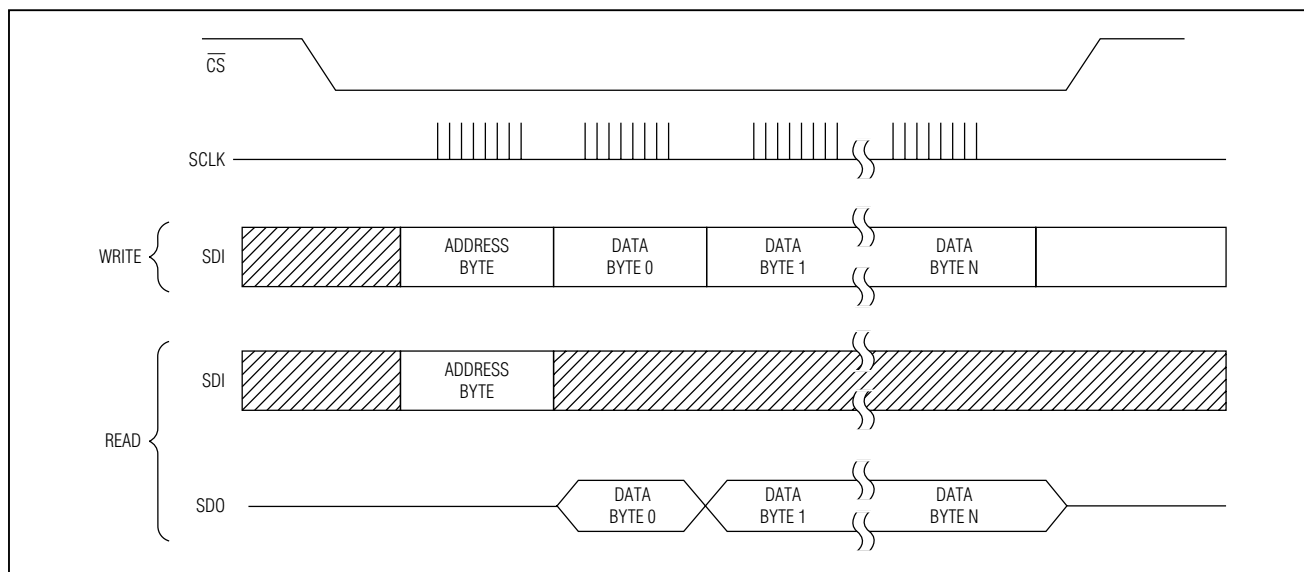 CS
SCLK
WRITE
SDI
ADDRESS
BYTE
DATA
BYTE 0
DATA
BYTE 1
DATA
BYTE N
READ
SDI
ADDRESS
BYTE
SDO
DATA
BYTE 0
DATA
BYTE 1
DATA
BYTE N